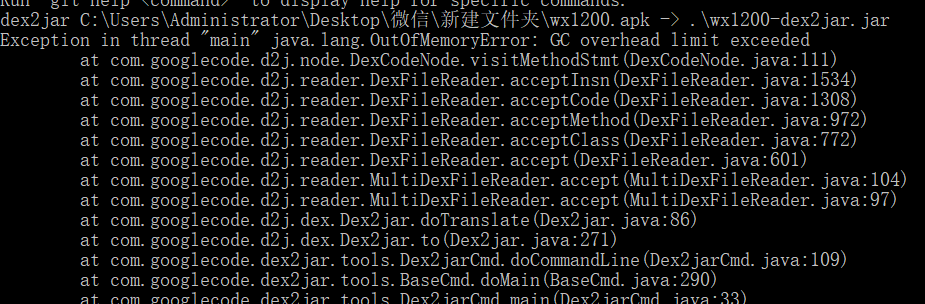 Run 'git help <command>' to display help for specific commands.
dex2jar C:\Users\Administrator\Desktop\微信\新建文件夹\wx1200.apk -> .\wx1200-dex2jar.jar
Exception in thread "main" java.lang.OutOfMemoryError: GC overhead limit exceeded
at com.googlecode.d2j.node.DexCodeNode.visitMethodStmt(DexCodeNode.java:111)
at com.googlecode.d2j.reader.DexFileReader.acceptInsn(DexFileReader.java:1534)
at com.googlecode.d2j.reader.DexFileReader.acceptCode(DexFileReader.java:1308)
at com.googlecode.d2j.reader.DexFileReader.acceptMethod(DexFileReader.java:972)
at com.googlecode.d2j.reader.DexFileReader.acceptClass(DexFileReader.java:772)
at com.googlecode.d2j.reader.DexFileReader.accept(DexFileReader.java:601)
at com.googlecode.d2j.reader.MultiDexFileReader.accept(MultiDexFileReader.java:104)
at com.googlecode.d2j.reader.MultiDexFileReader.accept(MultiDexFileReader.java:97)
at com.googlecode.d2j.dex.Dex2jar.doTranslate(Dex2jar.java:86)
at com.googlecode.d2j.dex.Dex2jar.to(Dex2jar.java:271)
at com.googlecode.dex2jar.tools.Dex2jarCmd.doCommandLine(Dex2jarCmd.java:109)
at com.googlecode.dex2jar.tools.BaseCmd.doMain(BaseCmd.java:290)
at com.googlecode.dex2jar.tools.Dex2jarCmd.main(Dex2jarCmd.java:33)